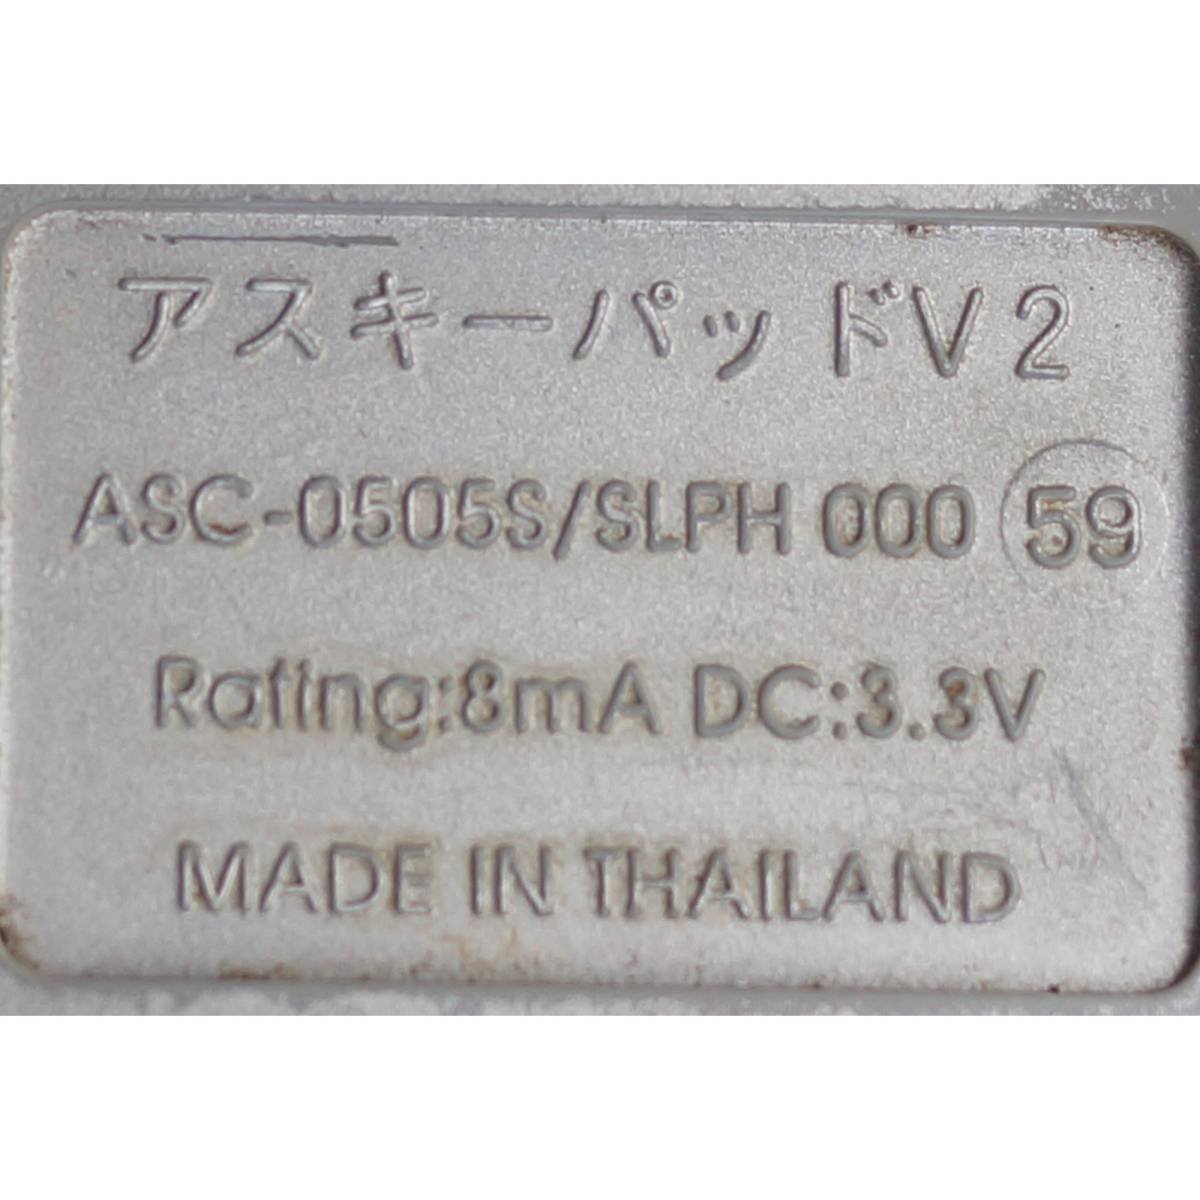 アスキーパッドV2
ASC-0505S/SLPH 000 59
Rating:8mA DC:3.3V
MADE IN THAILAND